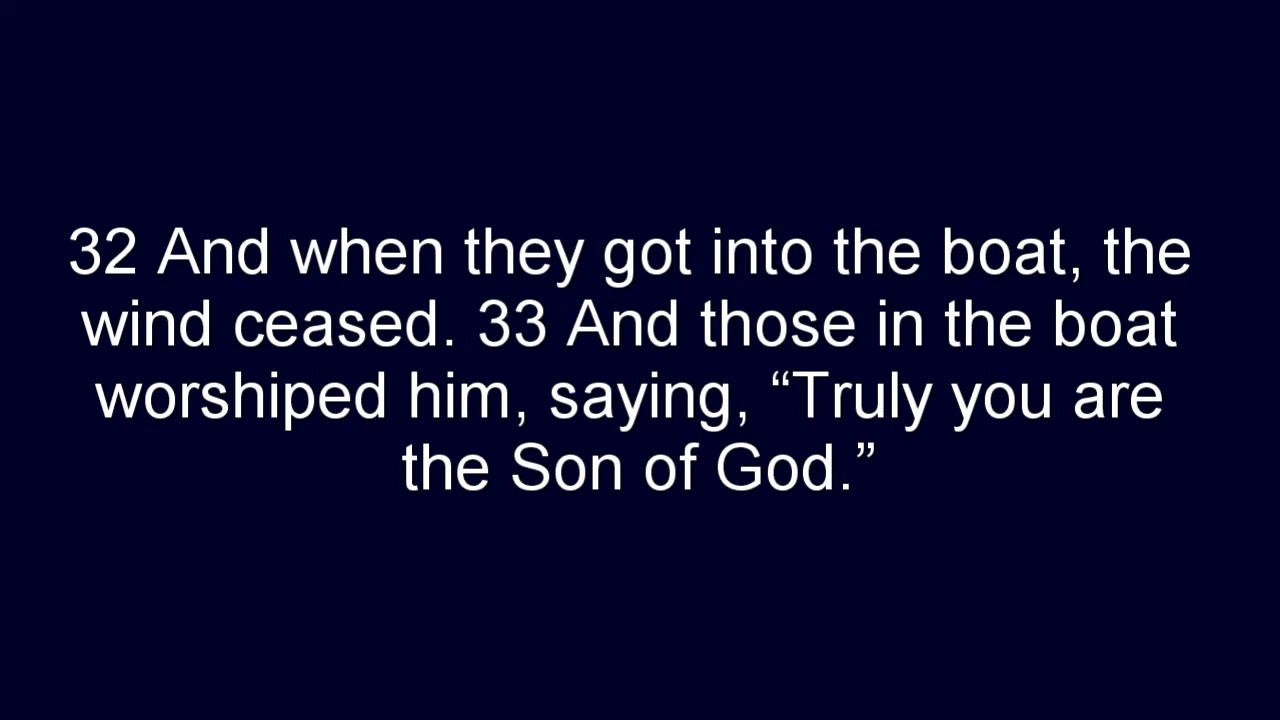 32 And when they got into the boat, the
wind ceased. 33 And those in the boat
worshiped him, saying, “Truly you are
the Son of God.”